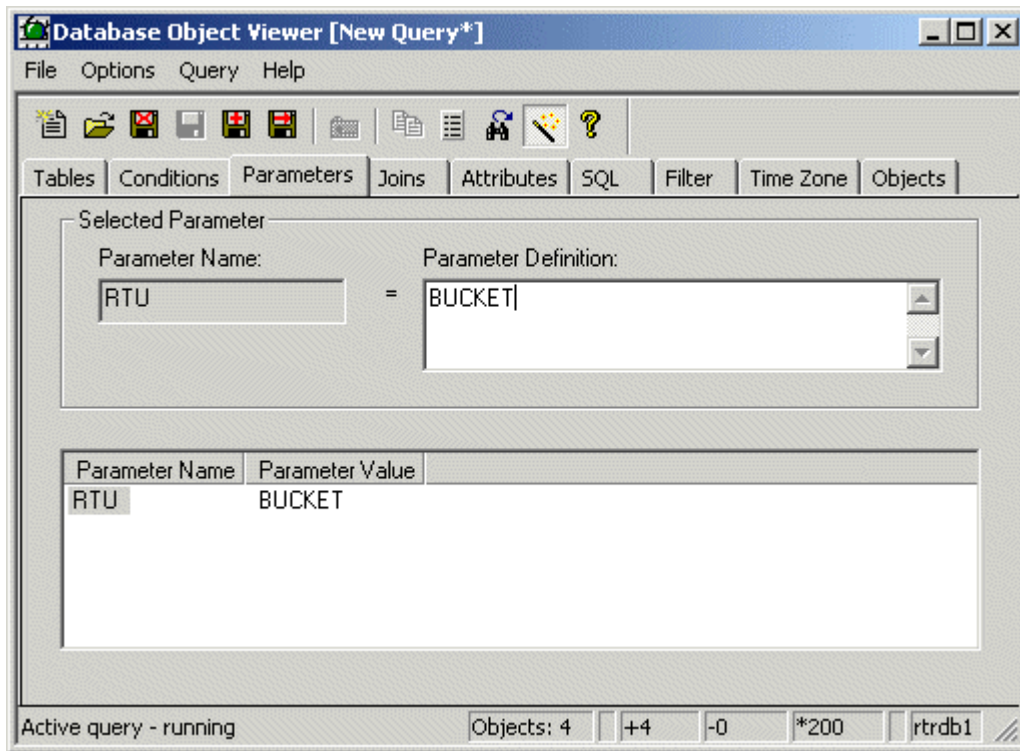 Database Object Viewer [New Query*]
File Options Query Help
Tables Conditions Parameters Joins Attributes SQL Filter Time Zone Objects
Selected Parameter
Parameter Name: Parameter Definition:
RTU = BUCKET
Parameter Name Parameter Value
RTU BUCKET
Active query - running Objects: 4 +4 -0 *200 rtrdb1